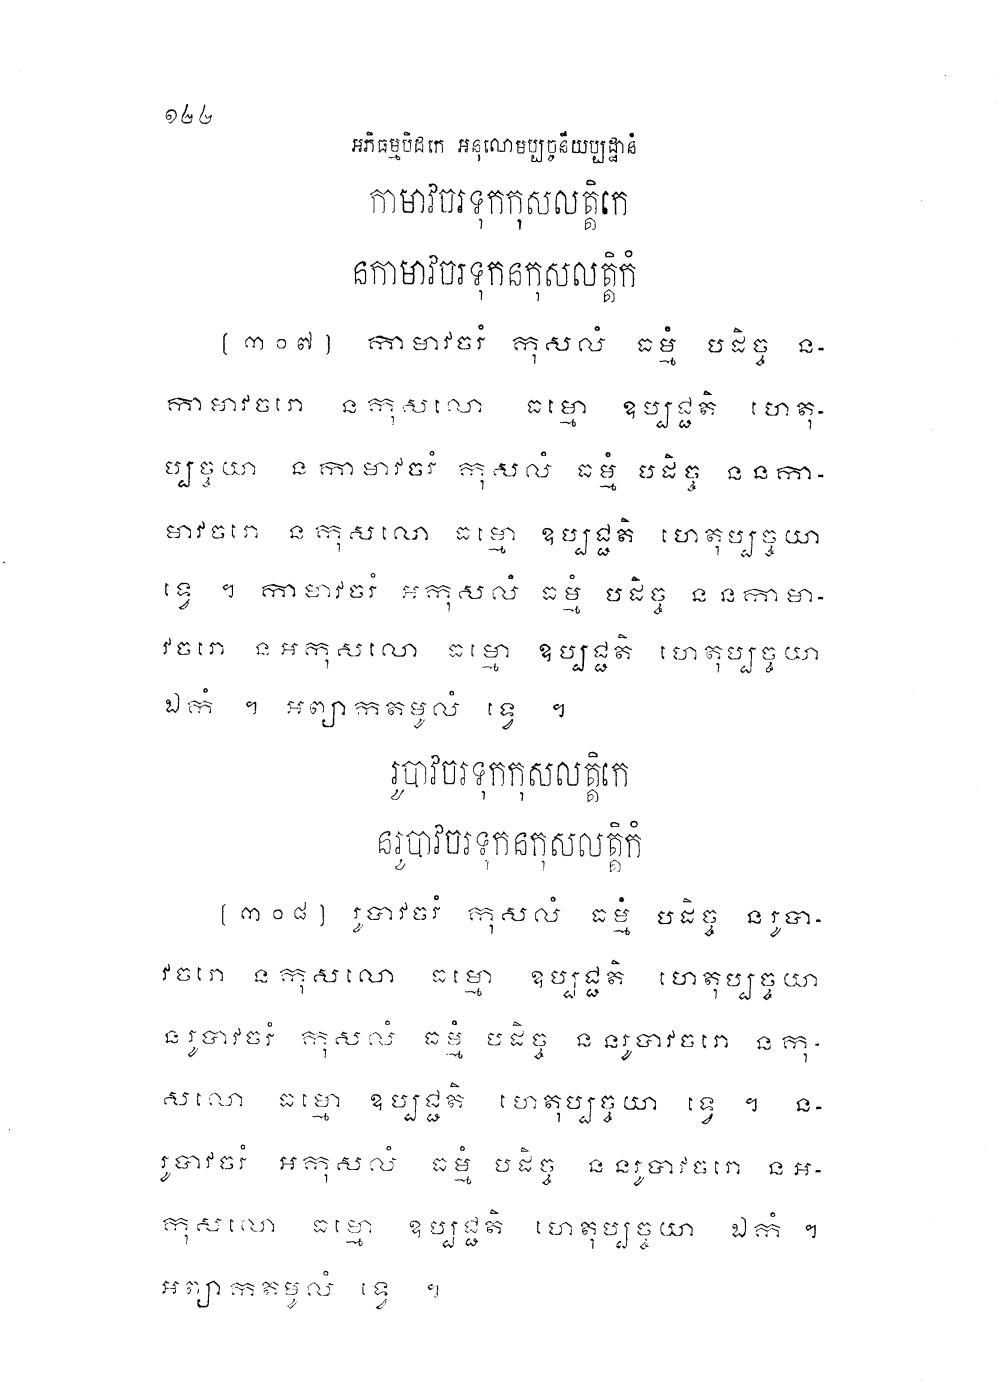 ១៤៤
អភិធម្មបិដកេ អនុលោមប្បច្ចនីយប្បដ្ឋានំ
កាមាវចរទុកកុសលត្តិកេ
នកាមាវចរទុកនកុសលត្តិកំ
[៣០៧] កាមាវចរំ កុសលំ ធម្មំ បដិច្ច ន-
កាមាវចរោ នកុសលោ ធម្មោ ឧប្បជ្ជតិ ហេតុ-
ប្បច្ចយា នកាមាវចរំ កុសលំ ធម្មំ បដិច្ច ននកា-
មាវចរោ នកុសលោ ធម្មោ ឧប្បជ្ជតិ ហេតុប្បច្ចយា
ទ្វេ ។ កាមាវចរំ អកុសលំ ធម្មំ បដិច្ច ននកាមា-
វចរោ នអកុសលោ ធម្មោ ឧប្បជ្ជតិ ហេតុប្បច្ចយា
ឯកំ ។ អព្យាកតមូលំ ទ្វេ ។
រូបាវចរទុកកុសលត្តិកេ
នរូបាវចរទុកនកុសលត្តិកំ
[៣០៨] រូបាវចរំ កុសលំ ធម្មំ បដិច្ច នរូបា-
វចរោ នកុសលោ ធម្មោ ឧប្បជ្ជតិ ហេតុប្បច្ចយា
នរូបាវចរំ កុសលំ ធម្មំ បដិច្ច ននរូបាវចរោ នកុ-
សលោ ធម្មោ ឧប្បជ្ជតិ ហេតុប្បច្ចយា ទ្វេ ។ ន-
រូបាវចរំ អកុសលំ ធម្មំ បដិច្ច ននរូបាវចរោ នអ-
កុសលោ ធម្មោ ឧប្បជ្ជតិ ហេតុប្បច្ចយា ឯកំ ។
អព្យាកតមូលំ ទ្វេ ។